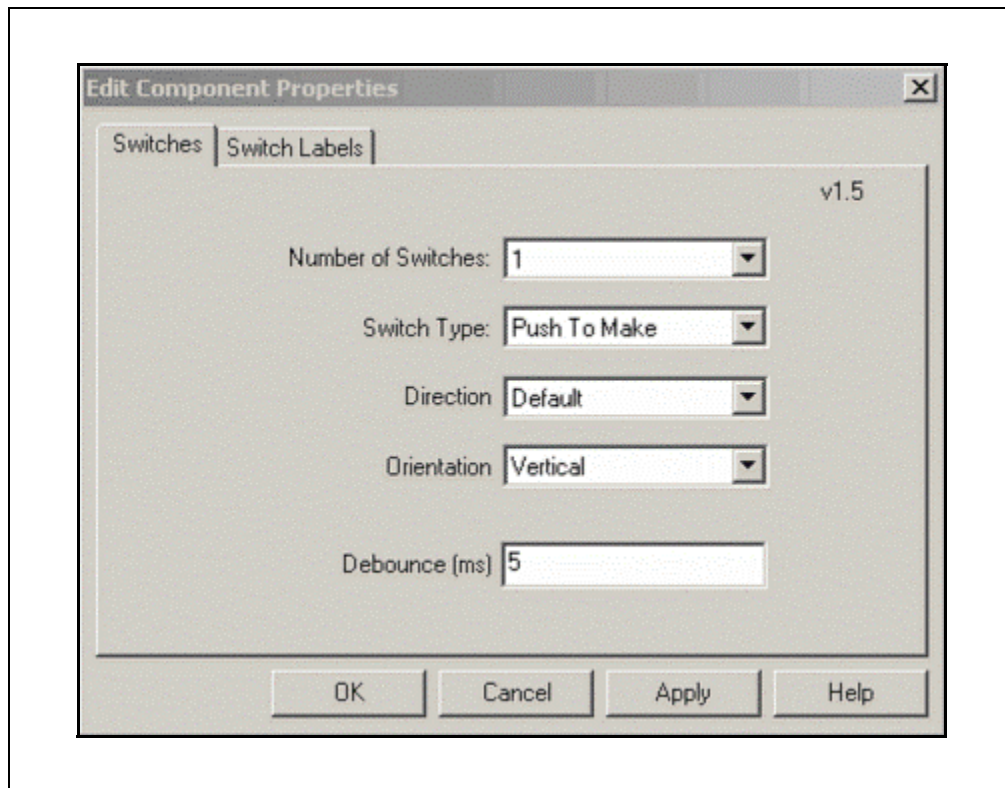 Edit Component Properties
Switches
Switch Labels
v1.5
Number of Switches: 1
Switch Type: Push To Make
Direction Default
Orientation Vertical
Debounce (ms) 5
OK Cancel Apply Help